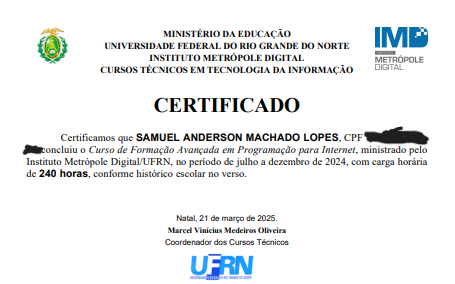 MINISTÉRIO DA EDUCAÇÃO
UNIVERSIDADE FEDERAL DO RIO GRANDE DO NORTE
INSTITUTO METRÓPOLE DIGITAL
CURSOS TÉCNICOS EM TECNOLOGIA DA INFORMAÇÃO
IMD
METRÓPOLE
DIGITAL
CERTIFICADO
Certificamos que SAMUEL ANDERSON MACHADO LOPES, CPF
concluiu o Curso de Formação Avançada em Programação para Internet, ministrado pelo
Instituto Metrópole Digital/UFRN, no período de julho a dezembro de 2024, com carga horária
de 240 horas, conforme histórico escolar no verso.
Natal, 21 de março de 2025.
Marcel Vinícius Medeiros Oliveira
Coordenador dos Cursos Técnicos
UFRN